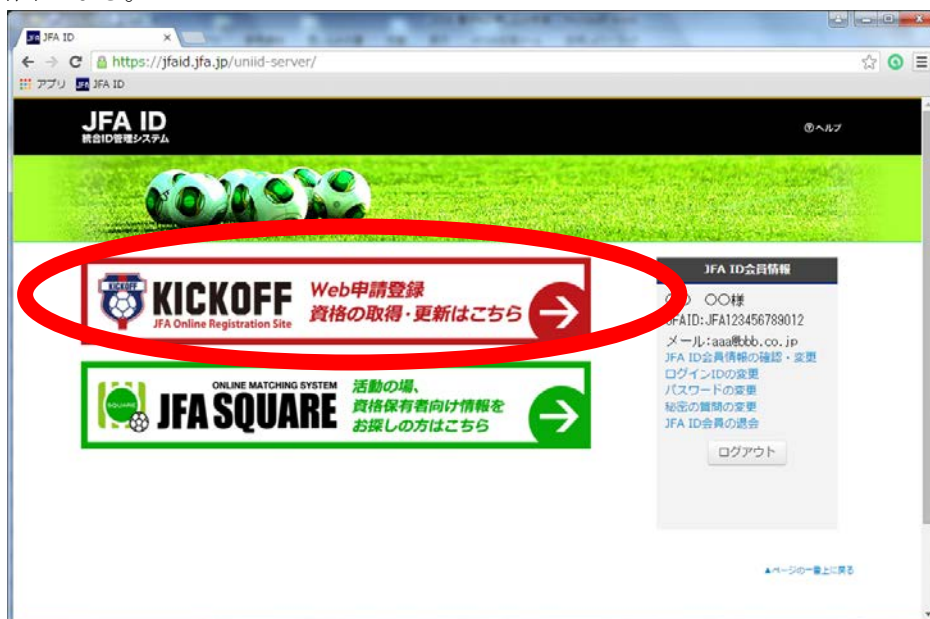 JFA ID
https://jfaid.jfa.jp/uniid-server/
アプリ JFA ID
JFA ID
統合ID管理システム
ヘルプ
KICKOFF
KICKOFF
JFA Online Registration Site
Web申請登録
資格の取得・更新はこちら
SQUARE
ONLINE MATCHING SYSTEM
JFA SQUARE
活動の場、
資格保有者向け情報を
お探しの方はこちら
JFA ID会員情報
○○様
JFAID:JFA123456789012
メール:aaa@bbb.co.jp
JFA ID会員情報の確認・変更
ログインIDの変更
パスワードの変更
秘密の質問の変更
JFA ID会員の退会
ログアウト
▲ページの一番上に戻る